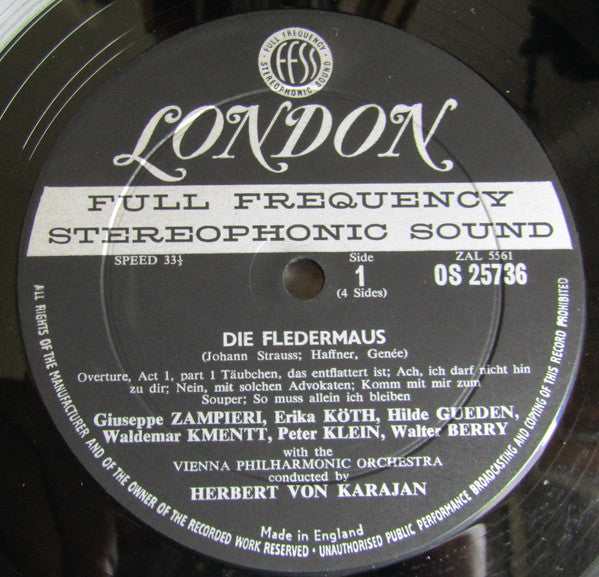 FULL FREQUENCY
STEREOPHONIC SOUND
FFSS
LONDON
FULL FREQUENCY
STEREOPHONIC SOUND
SPEED 33⅓
Side
1
(4 Sides)
ZAL 5561
OS 25736
DIE FLEDERMAUS
(Johann Strauss; Haffner, Genée)
Overture, Act 1, part 1 Täubchen, das entflattert ist; Ach, ich darf nicht hin
zu dir; Nein, mit solchen Advokaten; Komm mit mir zum
Souper; So muss allein ich bleiben
Giuseppe ZAMPIERI, Erika KÖTH, Hilde GUEDEN,
Waldemar KMENTT, Peter KLEIN, Walter BERRY
with the
VIENNA PHILHARMONIC ORCHESTRA
conducted by
HERBERT VON KARAJAN
Made in England
ALL RIGHTS OF THE MANUFACTURER AND OF THE OWNER OF THE RECORDED WORK RESERVED • UNAUTHORISED PUBLIC PERFORMANCE BROADCASTING AND COPYING OF THIS RECORD PROHIBITED